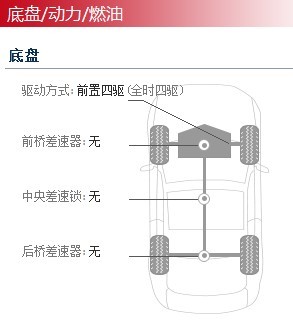 底盘/动力/燃油
底盘
驱动方式: 前置四驱 (全时四驱)
前桥差速器: 无
中央差速锁: 无
后桥差速器: 无